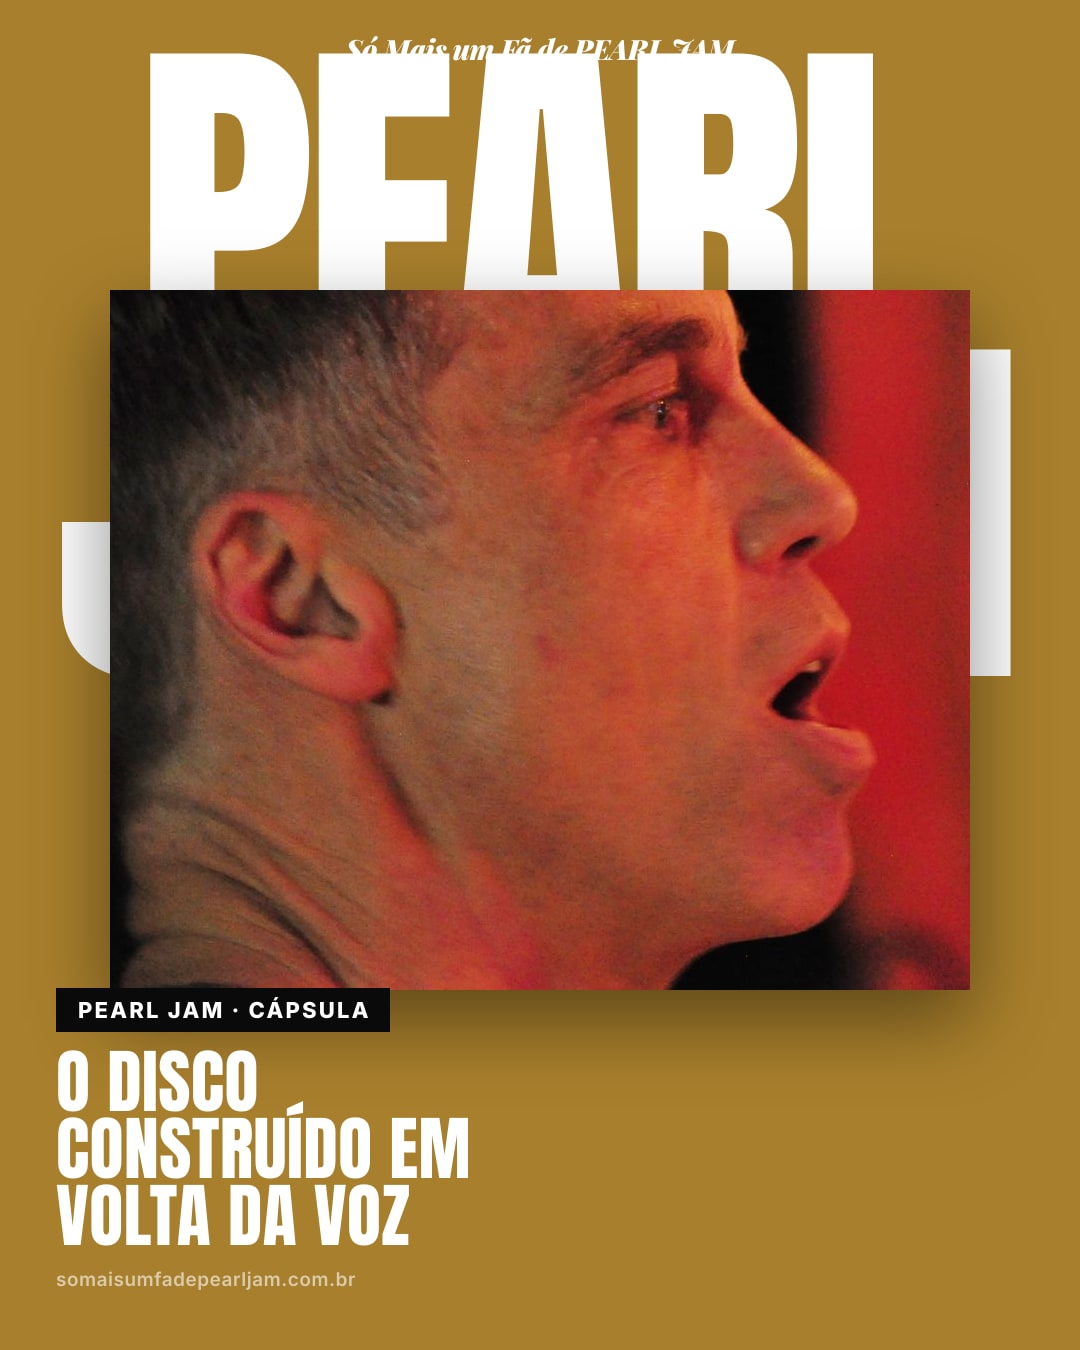 Só Mais um Fã de PEARL JAM
PEARL
J M
PEARL JAM · CÁPSULA
O DISCO
CONSTRUÍDO EM
VOLTA DA VOZ
somaisumfadepearljam.com.br